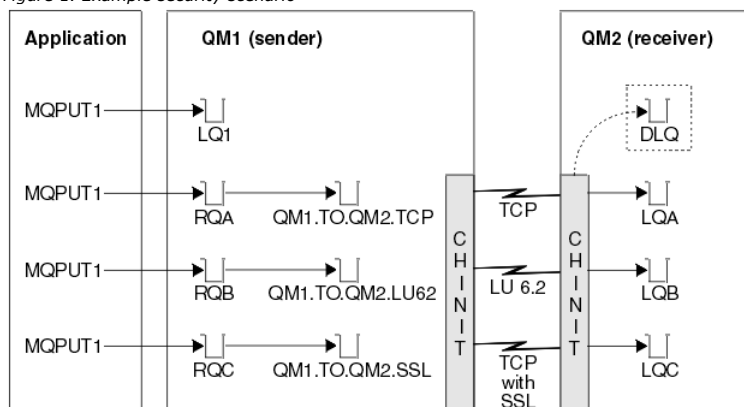 Figure 1. Example security scenario
Application
QM1 (sender)
QM2 (receiver)
MQPUT1
LQ1
DLQ
MQPUT1
RQA
QM1.TO.QM2.TCP
TCP
LQA
MQPUT1
RQB
QM1.TO.QM2.LU62
LU 6.2
LQB
MQPUT1
RQC
QM1.TO.QM2.SSL
TCP
with
SSL
LQC
CHINIT
CHINIT